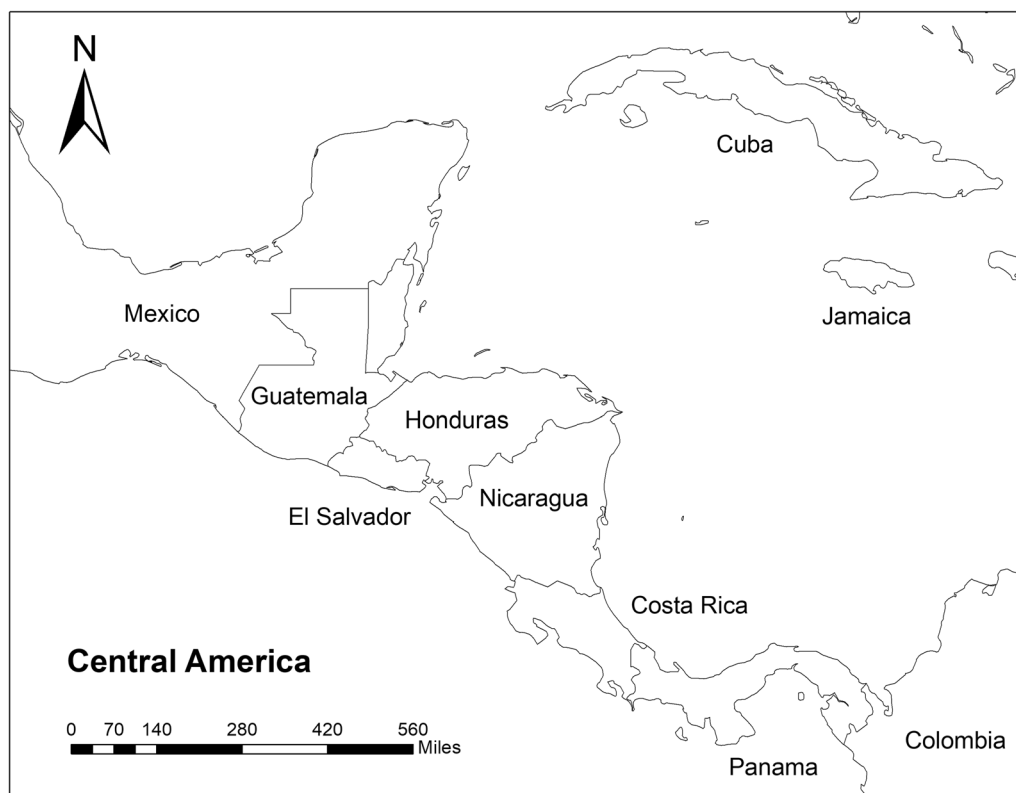 N
Cuba
Mexico
Jamaica
Guatemala
Honduras
Nicaragua
El Salvador
Costa Rica
Central America
0 70 140 280 420 560
Miles
Colombia
Panama